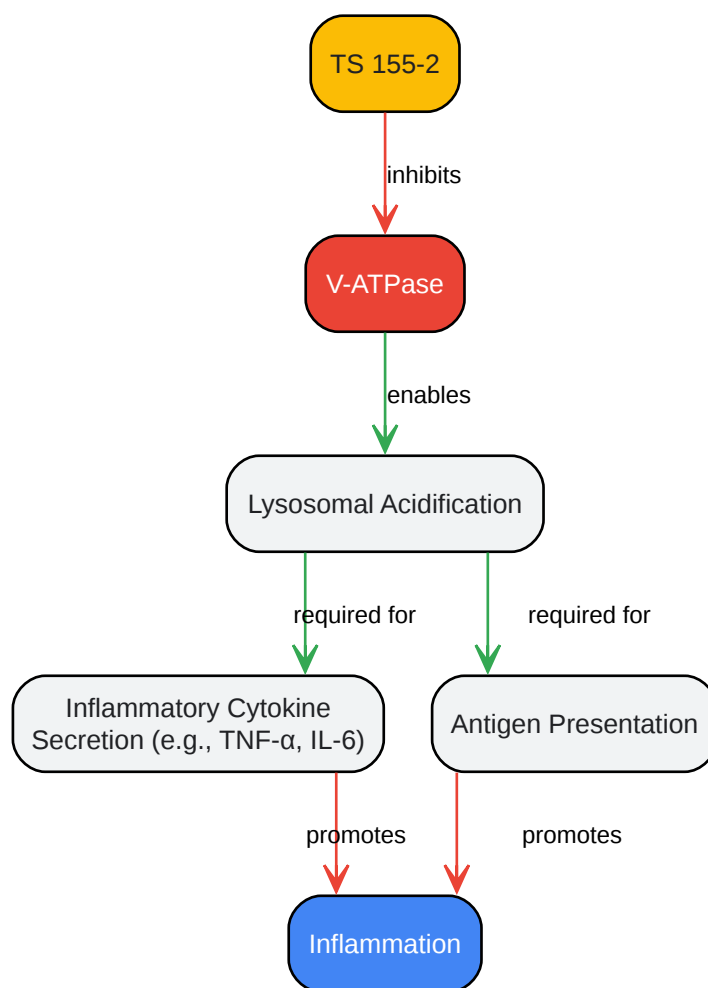 TS 155-2
inhibits
V-ATPase
enables
Lysosomal Acidification
required for
required for
Inflammatory Cytokine
Secretion (e.g., TNF-α, IL-6)
Antigen Presentation
promotes
promotes
Inflammation